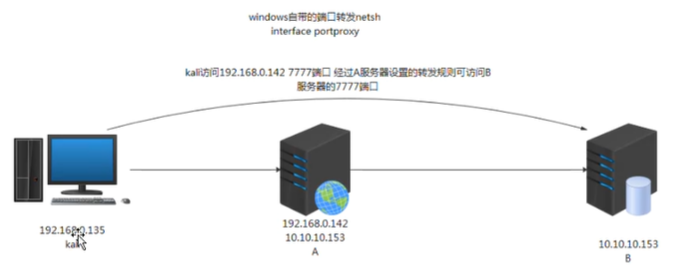 windows自带的端口转发netsh
interface portproxy
kali访问192.168.0.142 7777端口 经过A服务器设置的转发规则可访问B
服务器的7777端口
192.168.0.135
kali
192.168.0.142
10.10.10.153
A
10.10.10.153
B